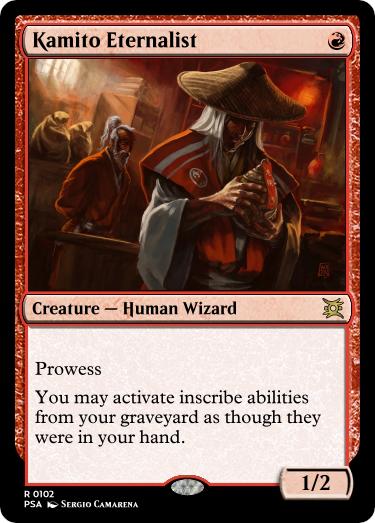 Kamito Eternalist
Creature — Human Wizard
Prowess
You may activate inscribe abilities
from your graveyard as though they
were in your hand.
1/2
R 0102
PSA Sergio Camarena